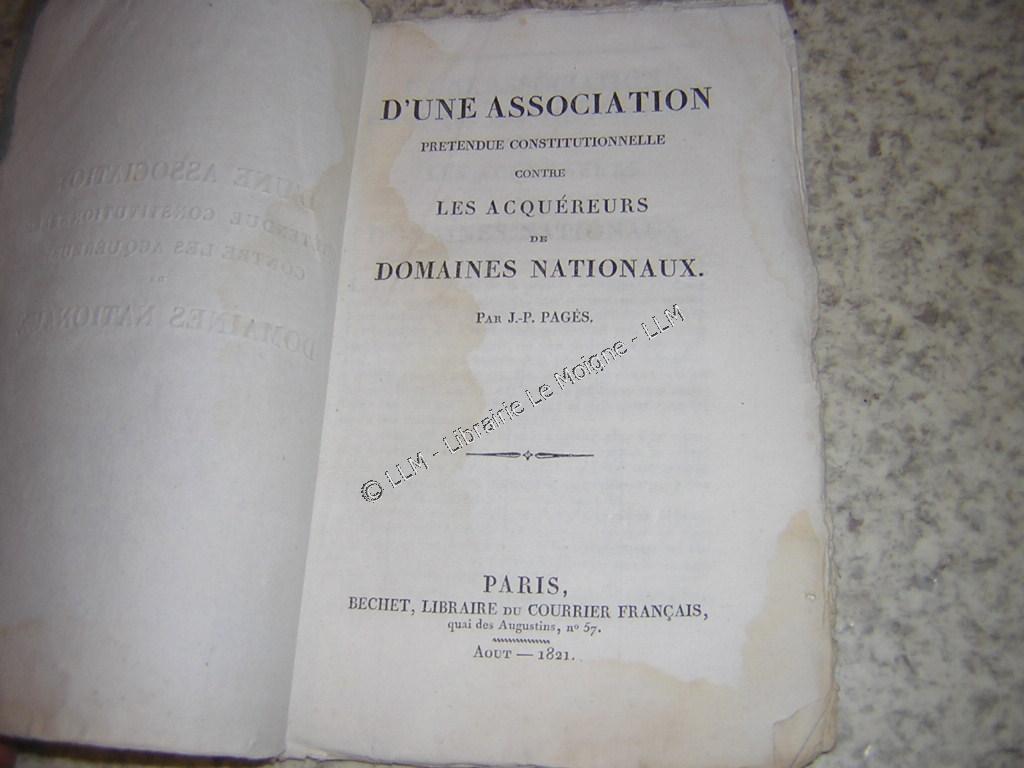 D'UNE ASSOCIATION
PRETENDUE CONSTITUTIONNELLE
CONTRE
LES ACQUÉREURS
DE
DOMAINES NATIONAUX.
PAR J.-P. PAGÈS.
© LLM - Librairie Le Moigne - LLM
PARIS,
BECHET, LIBRAIRE DU COURRIER FRANÇAIS,
quai des Augustins, nº 57.
AOUT — 1821.